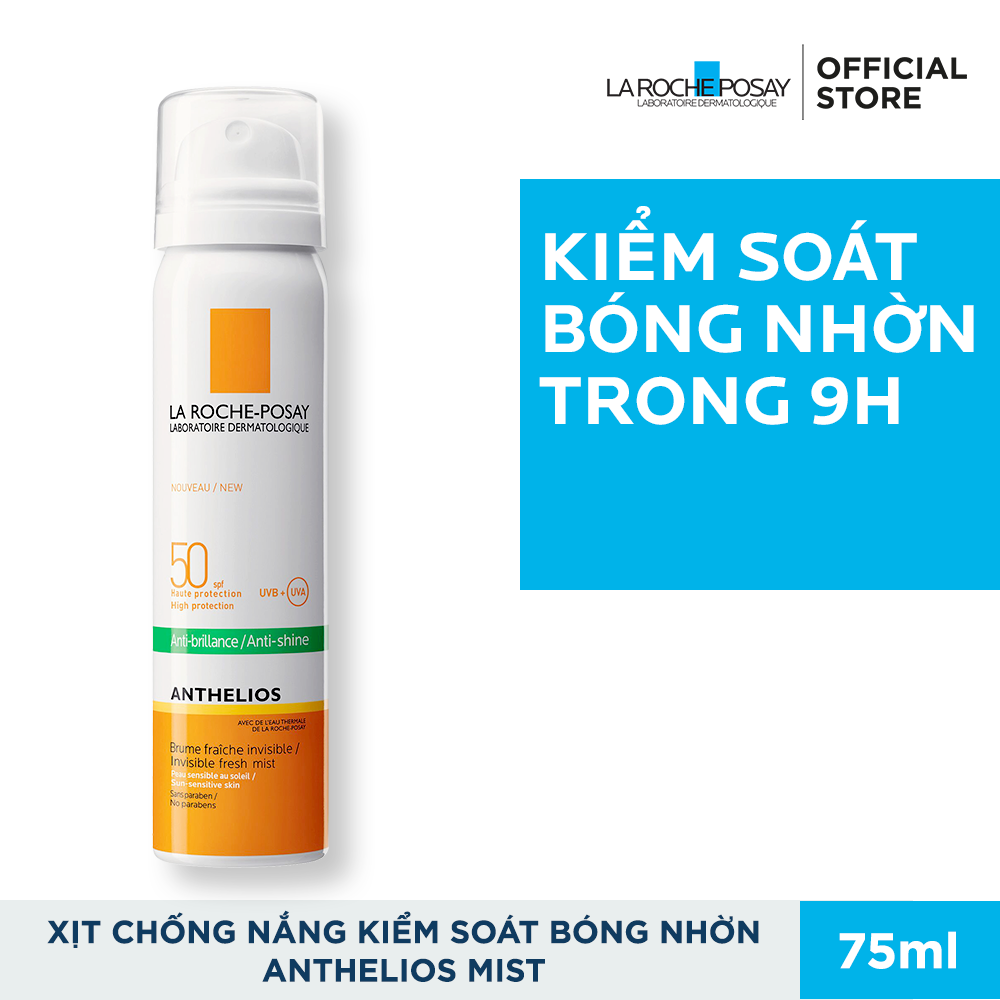 LA ROCHE POSAY
LABORATOIRE DERMATOLOGIQUE
OFFICIAL
STORE
KIỂM SOÁT
BÓNG NHỜN
TRONG 9H
LA ROCHE-POSAY
LABORATOIRE DERMATOLOGIQUE
NOUVEAU / NEW
50 spf
Haute protection
High protection
UVB + UVA
Anti-brillance/Anti-shine
ANTHELIOS
AVEC DE L'EAU THERMALE
DE LA ROCHE-POSAY
Brume fraîche invisible /
Invisible fresh mist
Peau sensible au soleil /
Sun-sensitive skin
Sans paraben /
No parabens
XỊT CHỐNG NẮNG KIỂM SOÁT BÓNG NHỜN
ANTHELIOS MIST
75ml